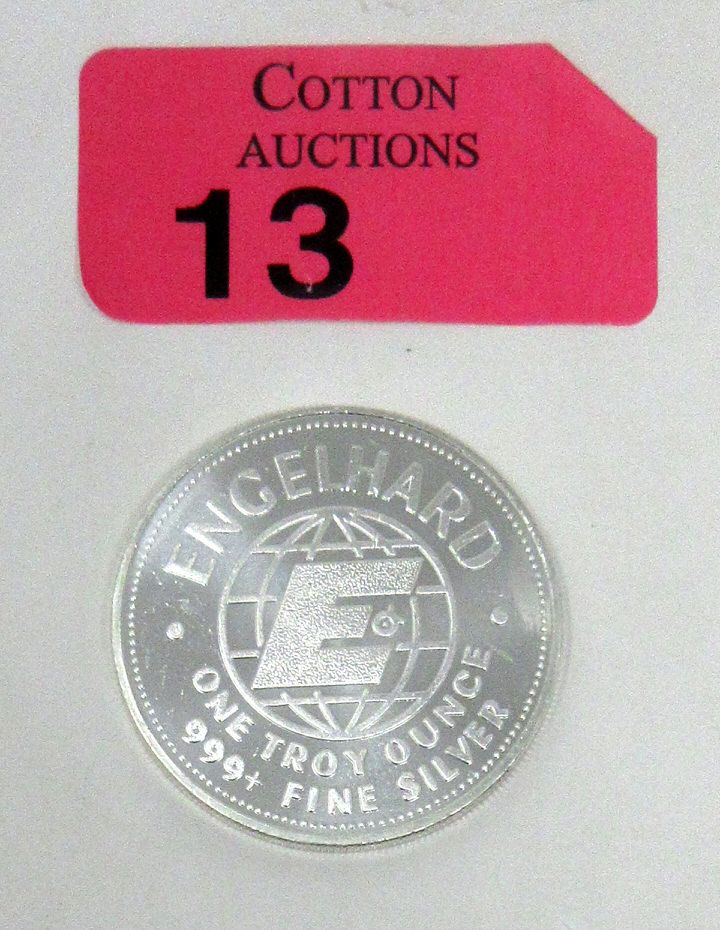 COTTON
AUCTIONS
13
ENGELHARD
E
ONE TROY OUNCE
999+ FINE SILVER